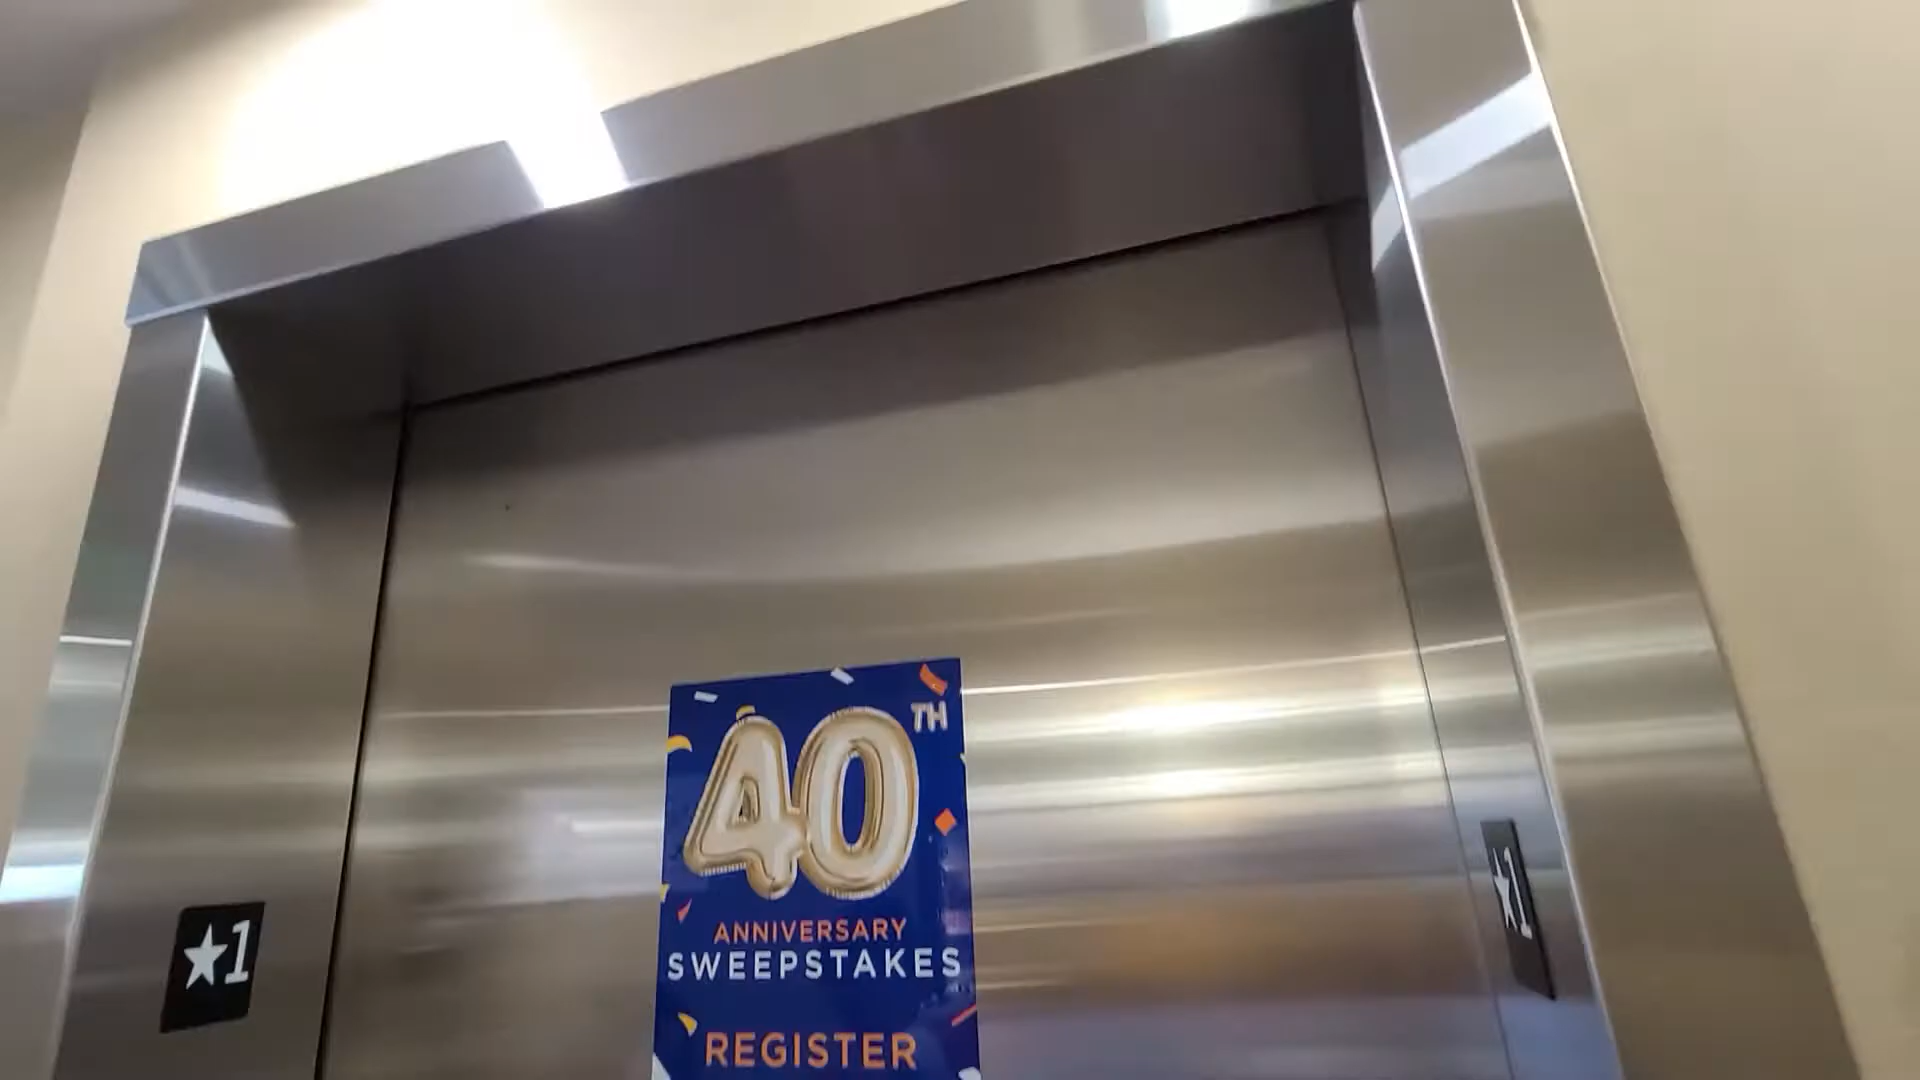 40TH
ANNIVERSARY
SWEEPSTAKES
REGISTER
★1
★1